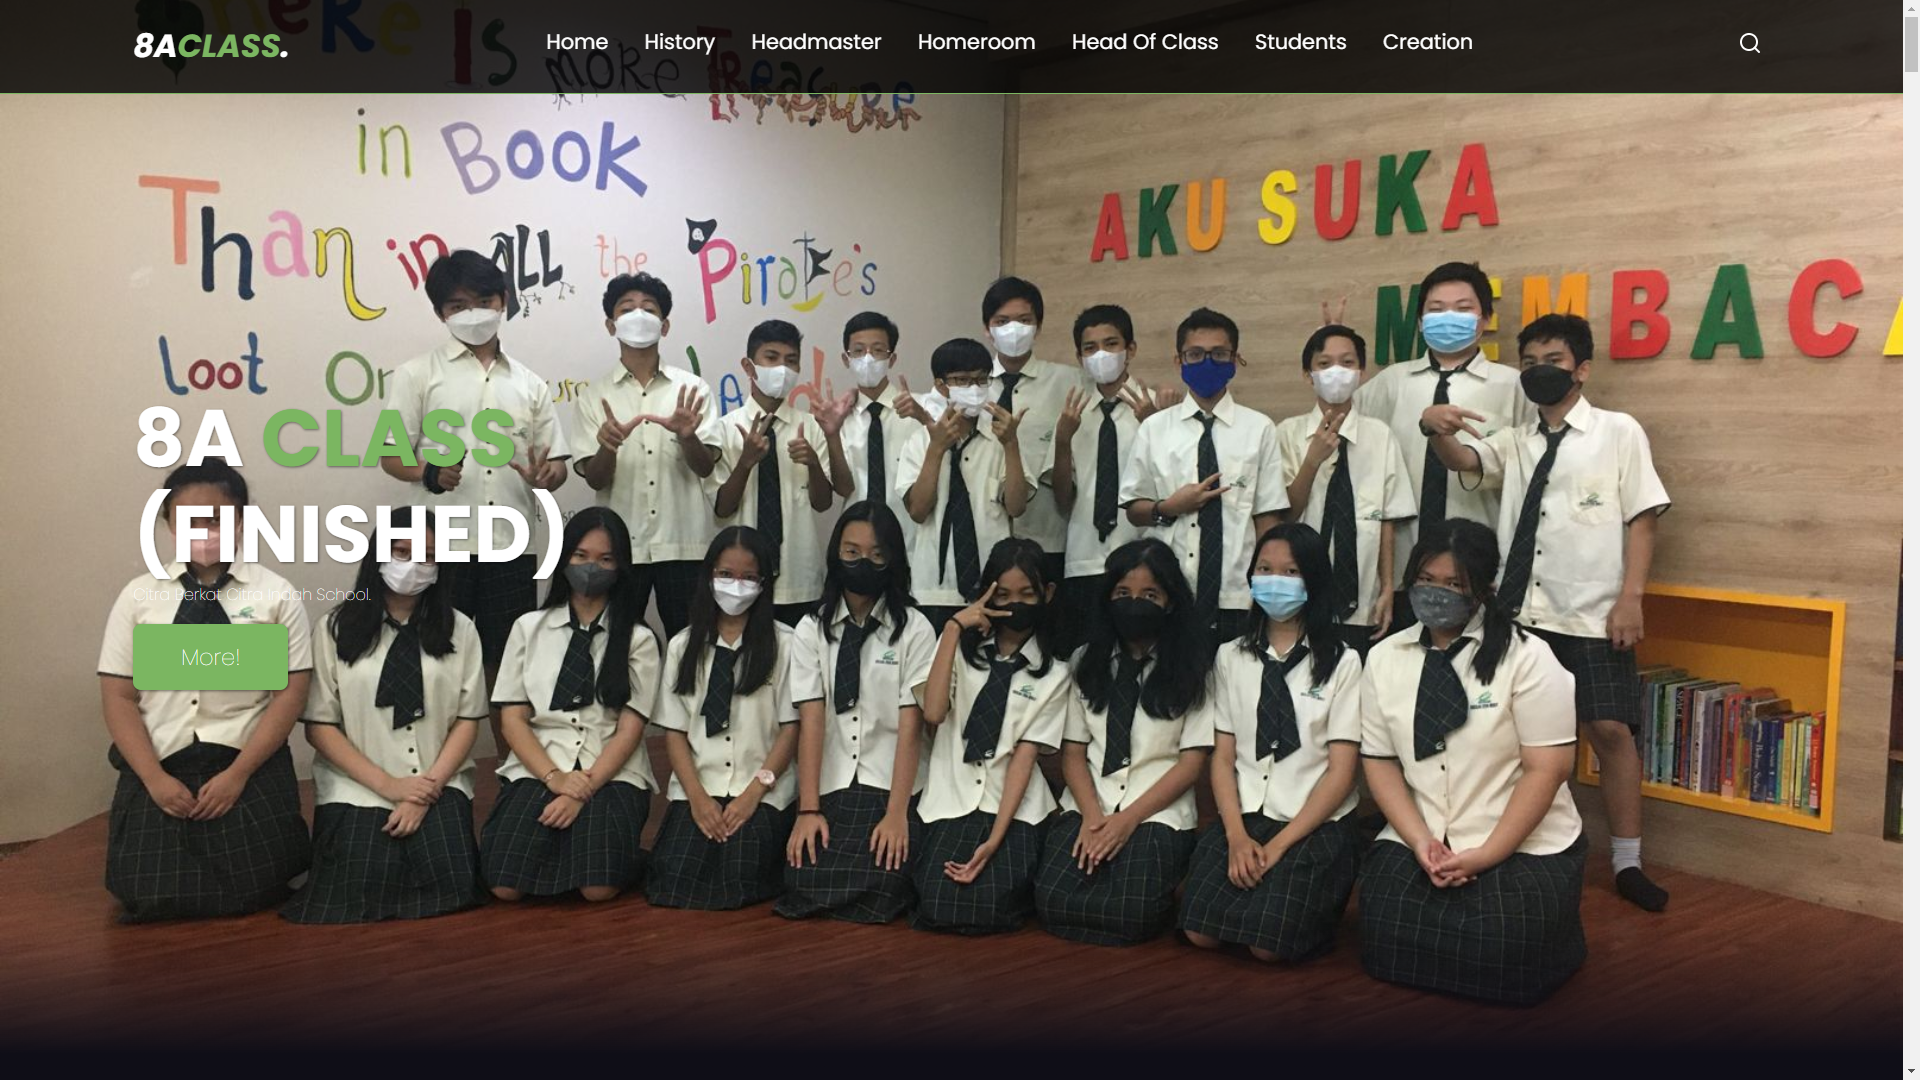 8ACLASS.
Home
History
Headmaster
Homeroom
Head Of Class
Students
Creation
There Is
more Treasure
in Book
Than in ALL the Pirate's
loot On
AKU SUKA
MEMBACA
8A CLASS
(FINISHED)
Citra Berkat Citra Indah School.
More!